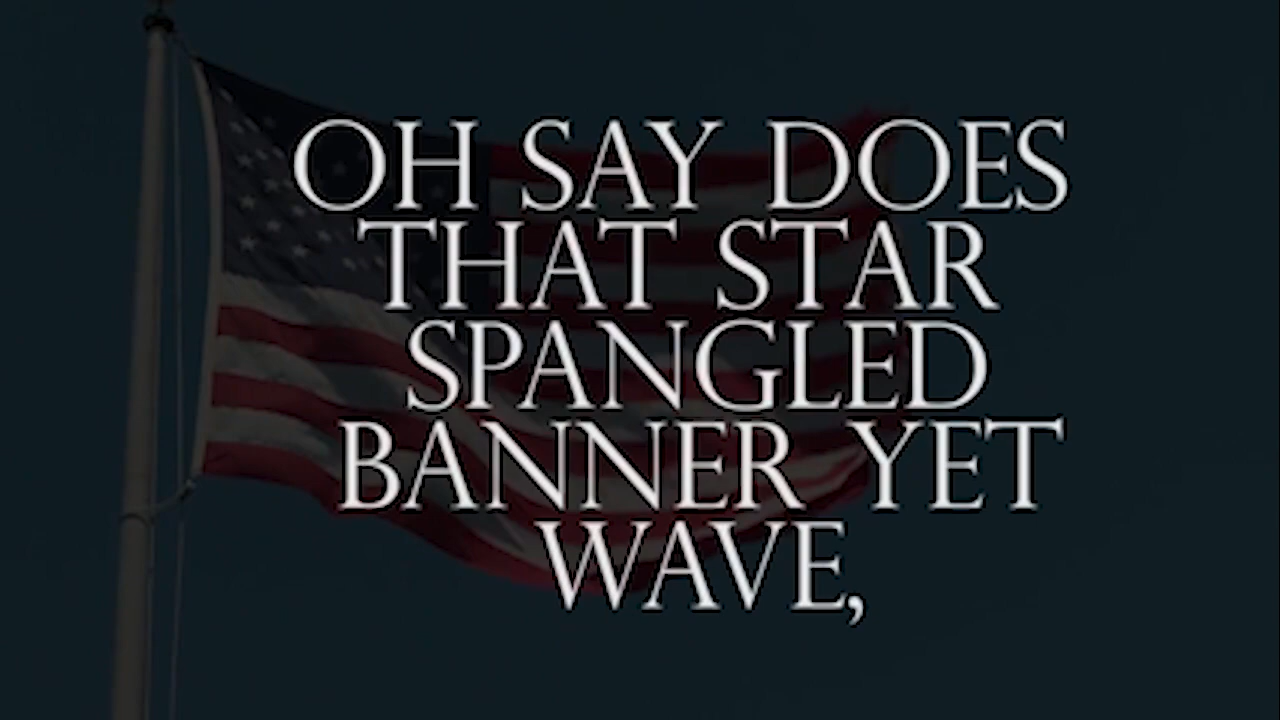 OH SAY DOES
THAT STAR
SPANGLED
BANNER YET
WAVE,